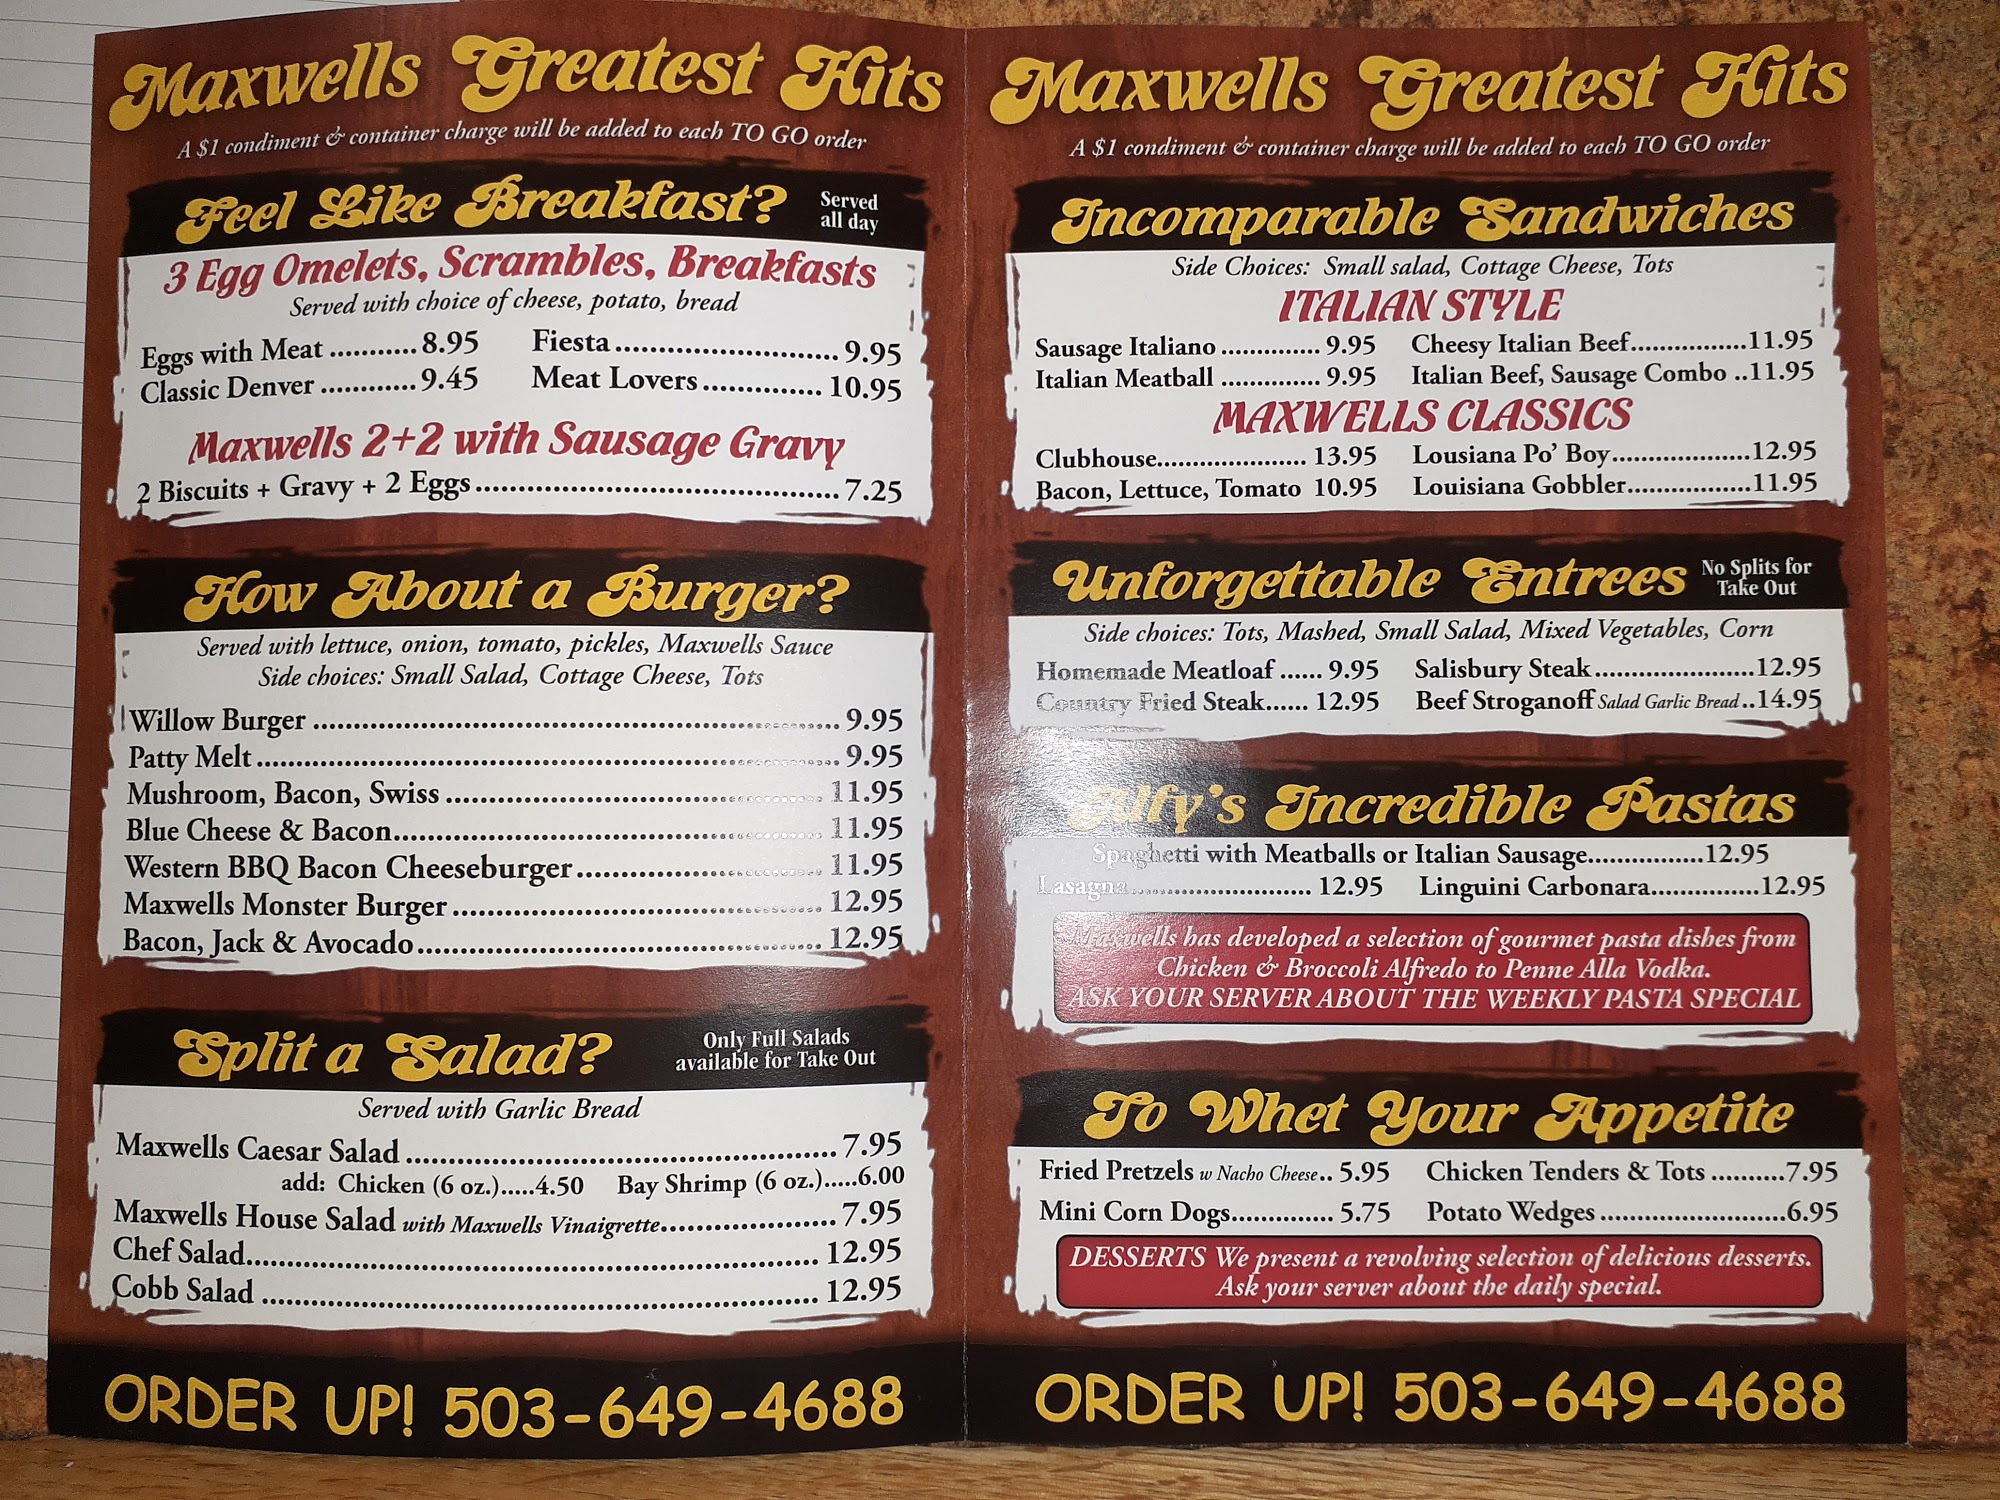 Maxwells Greatest Hits
A $1 condiment & container charge will be added to each TO GO order
Feel Like Breakfast? Served all day
3 Egg Omelets, Scrambles, Breakfasts
Served with choice of cheese, potato, bread
Eggs with Meat ........... 8.95 Fiesta ............................ 9.95
Classic Denver ............ 9.45 Meat Lovers............... 10.95
Maxwells 2+2 with Sausage Gravy
2 Biscuits + Gravy + 2 Eggs ............................................. 7.25
How About a Burger?
Served with lettuce, onion, tomato, pickles, Maxwells Sauce
Side choices: Small Salad, Cottage Cheese, Tots
Willow Burger ................................................................ 9.95
Patty Melt ....................................................................... 9.95
Mushroom, Bacon, Swiss .............................................. 11.95
Blue Cheese & Bacon..................................................... 11.95
Western BBQ Bacon Cheeseburger............................... 11.95
Maxwells Monster Burger ............................................. 12.95
Bacon, Jack & Avocado.................................................. 12.95
Split a Salad? Only Full Salads
available for Take Out
Served with Garlic Bread
Maxwells Caesar Salad ..................................................... 7.95
add: Chicken (6 oz.).....4.50 Bay Shrimp (6 oz.).....6.00
Maxwells House Salad with Maxwells Vinaigrette..................... 7.95
Chef Salad....................................................................... 12.95
Cobb Salad ..................................................................... 12.95
ORDER UP! 503-649-4688
Maxwells Greatest Hits
A $1 condiment & container charge will be added to each TO GO order
Incomparable Sandwiches
Side Choices: Small salad, Cottage Cheese, Tots
ITALIAN STYLE
Sausage Italiano ............. 9.95 Cheesy Italian Beef.................11.95
Italian Meatball ............. 9.95 Italian Beef, Sausage Combo ..11.95
MAXWELLS CLASSICS
Clubhouse...................... 13.95 Lousiana Po' Boy....................12.95
Bacon, Lettuce, Tomato 10.95 Louisiana Gobbler..................11.95
Unforgettable Entrees No Splits for
Take Out
Side choices: Tots, Mashed, Small Salad, Mixed Vegetables, Corn
Homemade Meatloaf ...... 9.95 Salisbury Steak.......................12.95
Country Fried Steak...... 12.95 Beef Stroganoff Salad Garlic Bread..14.95
Alfy's Incredible Pastas
Spaghetti with Meatballs or Italian Sausage.................12.95
Lasagna.......................... 12.95 Linguini Carbonara................12.95
Maxwells has developed a selection of gourmet pasta dishes from
Chicken & Broccoli Alfredo to Penne Alla Vodka.
ASK YOUR SERVER ABOUT THE WEEKLY PASTA SPECIAL
To Whet Your Appetite
Fried Pretzels w Nacho Cheese.. 5.95 Chicken Tenders & Tots ..........7.95
Mini Corn Dogs.............. 5.75 Potato Wedges ..........................6.95
DESSERTS We present a revolving selection of delicious desserts.
Ask your server about the daily special.
ORDER UP! 503-649-4688